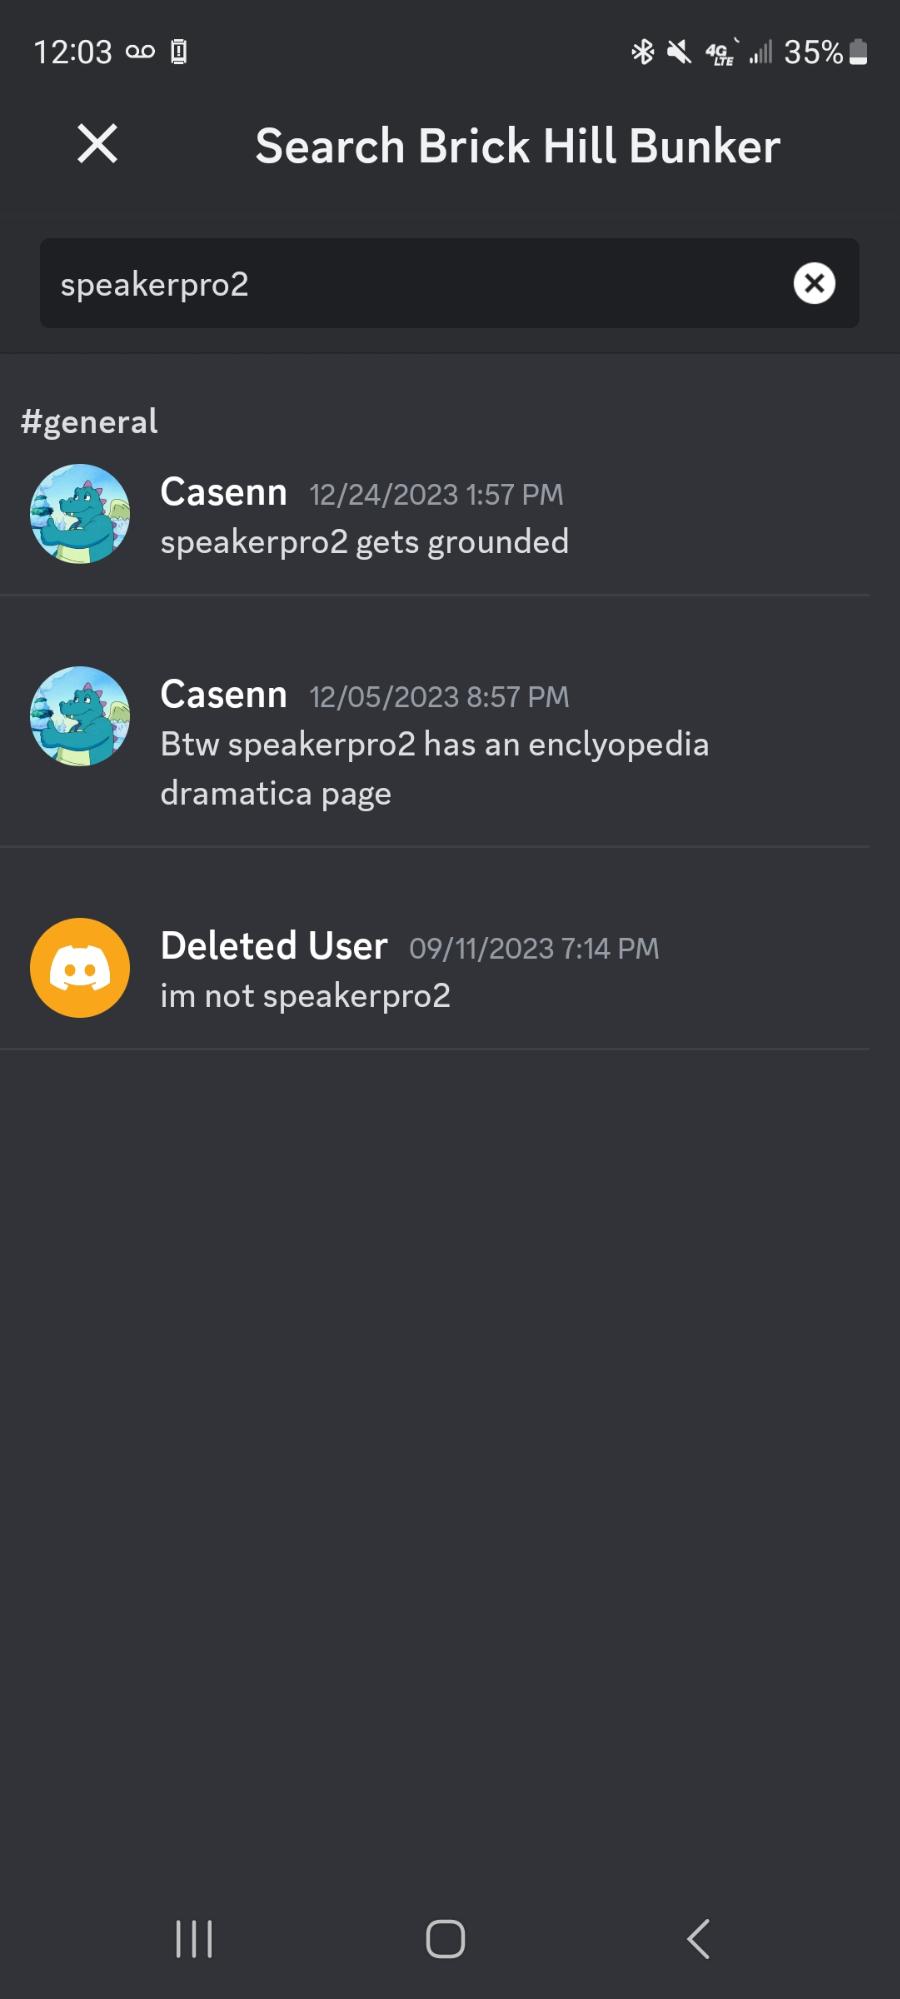 12:03
4G LTE 35%
Search Brick Hill Bunker
speakerpro2
#general
Casenn 12/24/2023 1:57 PM
speakerpro2 gets grounded
Casenn 12/05/2023 8:57 PM
Btw speakerpro2 has an enclyopedia
dramatica page
Deleted User 09/11/2023 7:14 PM
im not speakerpro2